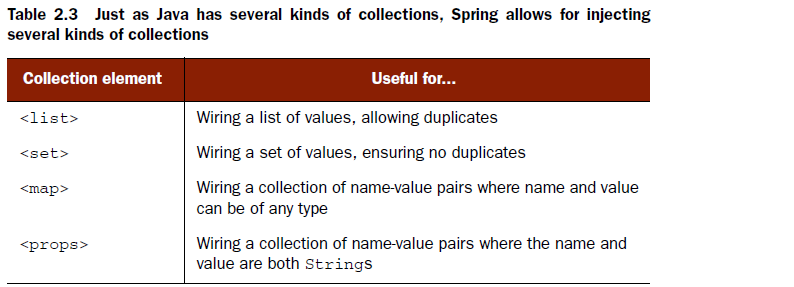 Table 2.3 Just as Java has several kinds of collections, Spring allows for injecting
several kinds of collections
Collection element Useful for...
<list> Wiring a list of values, allowing duplicates
<set> Wiring a set of values, ensuring no duplicates
<map> Wiring a collection of name-value pairs where name and value
can be of any type
<props> Wiring a collection of name-value pairs where the name and
value are both Strings